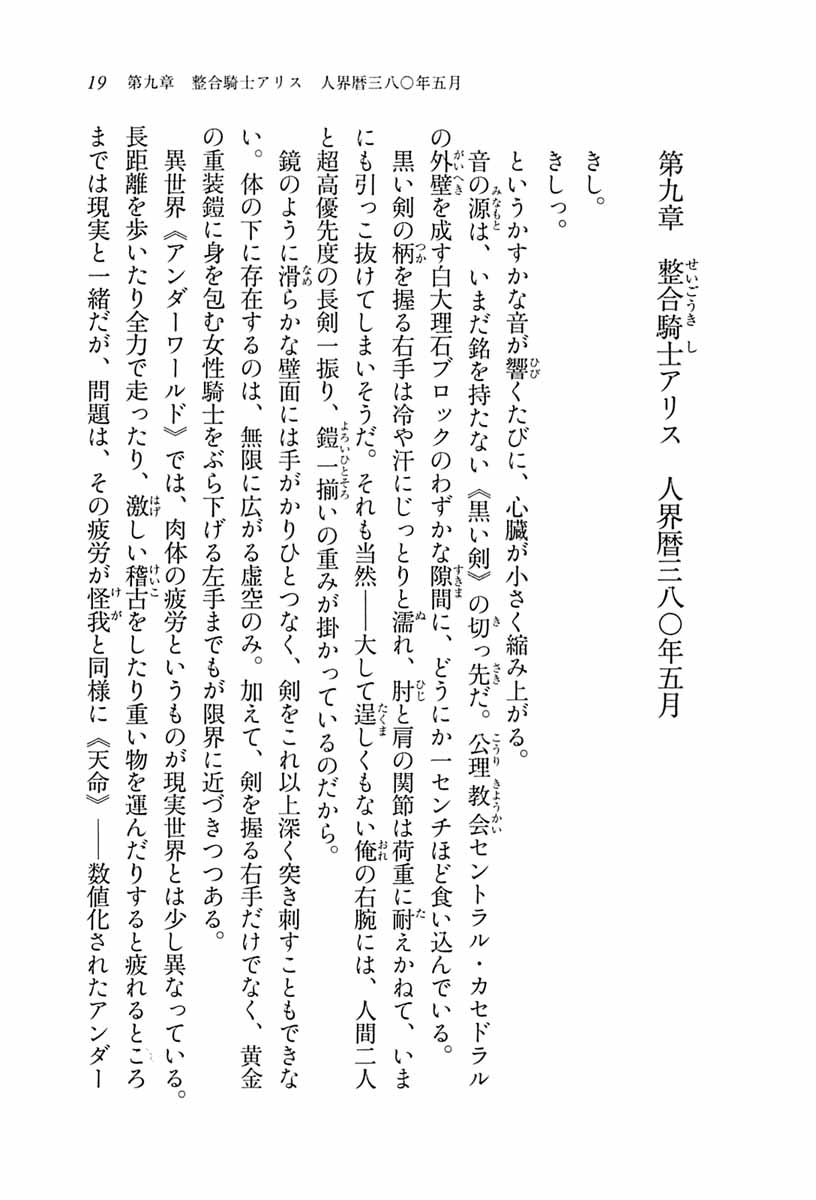 19　第九章　整合騎士アリス　人界暦三八〇年五月
第九章　整合騎士アリス　人界暦三八〇年五月
きし。
きしっ。
というかすかな音が響くたびに、心臓が小さく縮み上がる。
音の源は、いまだ銘を持たない《黒い剣》の切っ先だ。公理教会セントラル・カセドラル
の外壁を成す白大理石ブロックのわずかな隙間に、どうにか一センチほど食い込んでいる。
黒い剣の柄を握る右手は冷や汗にじっとりと濡れ、肘と肩の関節は荷重に耐えかねて、いま
にも引っこ抜けてしまいそうだ。それも当然――大して逞しくもない俺の右腕には、人間二人
と超高優先度の長剣一振り、鎧一揃いの重みが掛かっているのだから。
鏡のように滑らかな壁面には手がかりひとつなく、剣をこれ以上深く突き刺すこともできな
い。体の下に存在するのは、無限に広がる虚空のみ。加えて、剣を握る右手だけでなく、黄金
の重装鎧に身を包む女性騎士をぶら下げる左手までもが限界に近づきつつある。
異世界《アンダーワールド》では、肉体の疲労というものが現実世界とは少し異なっている。
長距離を歩いたり全力で走ったり、激しい稽古をしたり重い物を運んだりすると疲れるところ
までは現実と一緒だが、問題は、その疲労が怪我と同様に《天命》――数値化されたアンダー